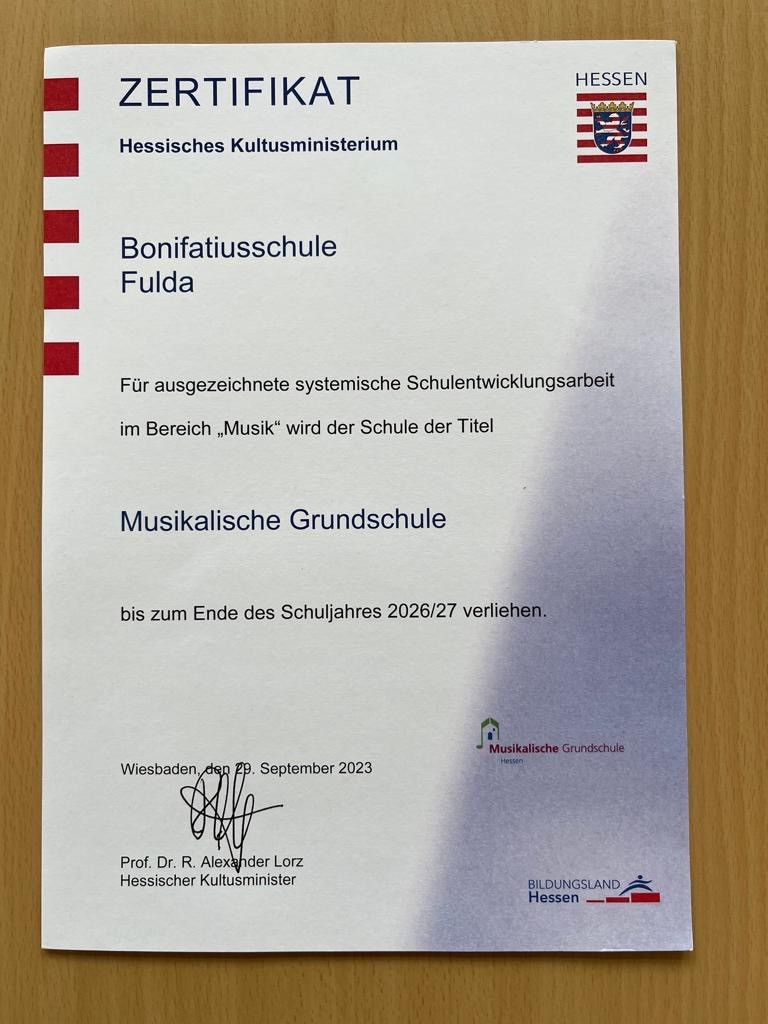 ZERTIFIKAT
HESSEN
Hessisches Kultusministerium
Bonifatiusschule
Fulda
Für ausgezeichnete systemische Schulentwicklungsarbeit
im Bereich „Musik“ wird der Schule der Titel
Musikalische Grundschule
bis zum Ende des Schuljahres 2026/27 verliehen.
Musikalische Grundschule
Hessen
Wiesbaden, den 29. September 2023
Prof. Dr. R. Alexander Lorz
Hessischer Kultusminister
BILDUNGSLAND
Hessen